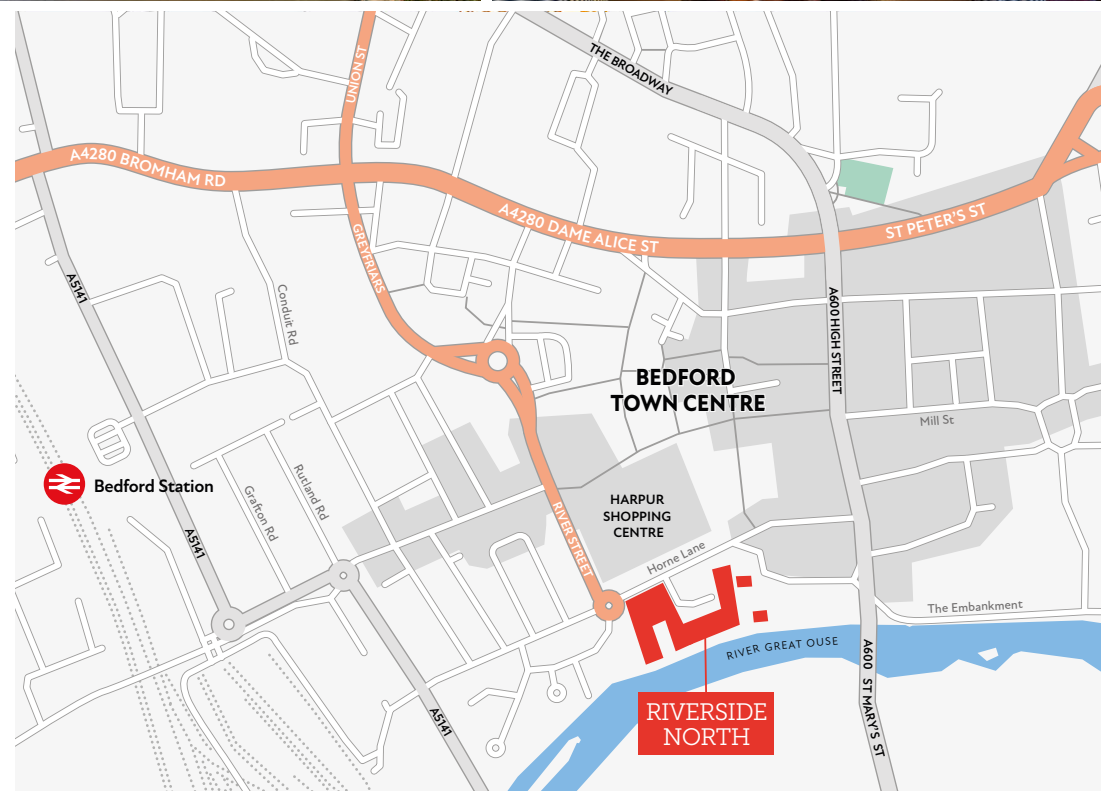 THE BROADWAY
UNION ST
A4280 BROMHAM RD
A4280 DAME ALICE ST
ST PETER'S ST
GREYFRIARS
A5141
Conduit Rd
A600 HIGH STREET
BEDFORD
TOWN CENTRE
Mill St
Bedford Station
Rutland Rd
Grafton Rd
A5141
RIVER STREET
HARPUR
SHOPPING
CENTRE
Horne Lane
The Embankment
RIVER GREAT OUSE
A600 ST MARY'S ST
A5141
RIVERSIDE
NORTH